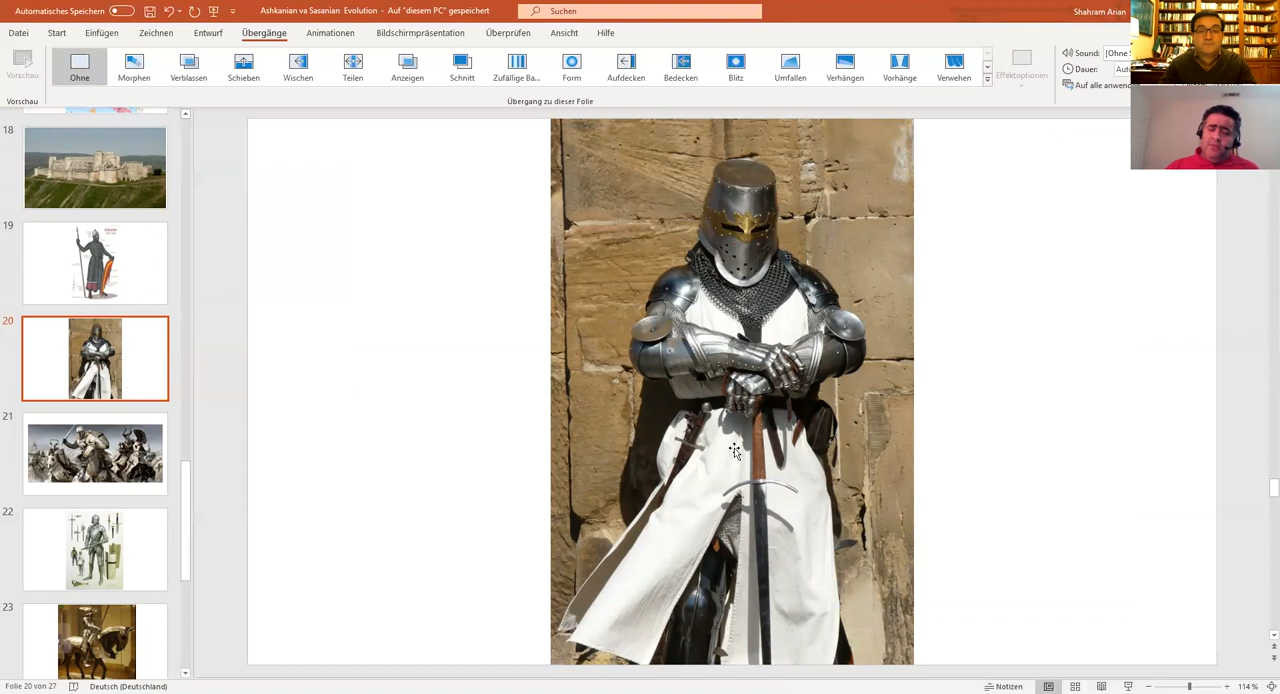 Automatisches Speichern
Ashkanian va Sasanian Evolution - Auf "diesem PC" gespeichert
Suchen
Shahram Arian
Datei Start Einfügen Zeichnen Entwurf Übergänge Animationen Bildschirmpräsentation Überprüfen Ansicht Hilfe
Vorschau Ohne Morphen Verblassen Schieben Wischen Teilen Anzeigen Schnitt Zufällige Ba... Form Aufdecken Bedecken Blitz Umfallen Verhängen Vorhänge Verwehen Effektoptionen
Sound: [Ohne
Dauer: Auto
Auf alle anwenden
Vorschau Übergang zu dieser Folie
18
19
20
21
22
23
Folie 20 von 27 Deutsch (Deutschland) Notizen 114 %